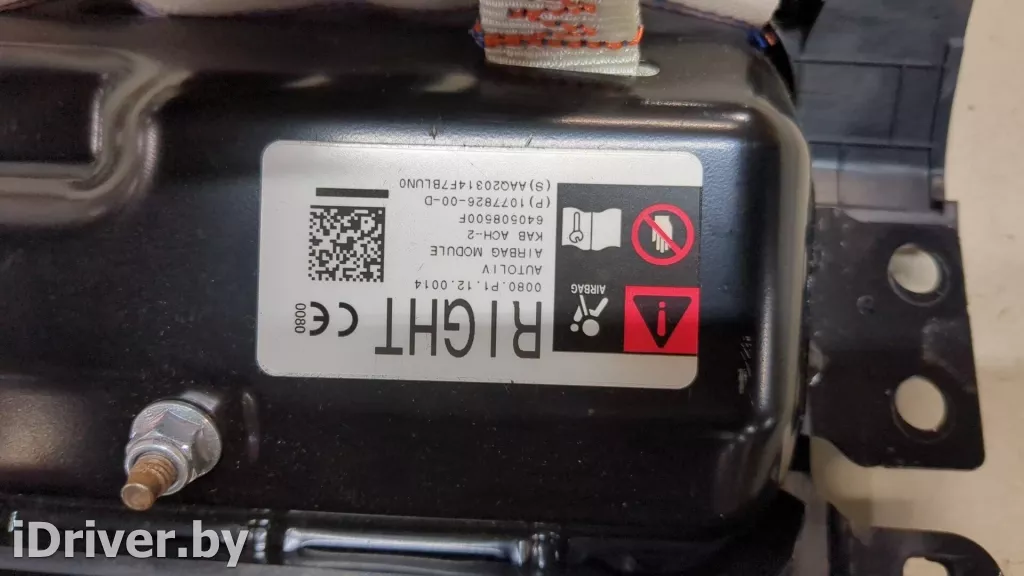 RIGHT
0080.P1.12.0014
AUTOLIV
AIRBAG MODULE
KAB ACH-2
640508500F
(P)1077826-00-D
(S)AAQ20314F7BLUN0
AIRBAG
CE
0080
iDriver.by